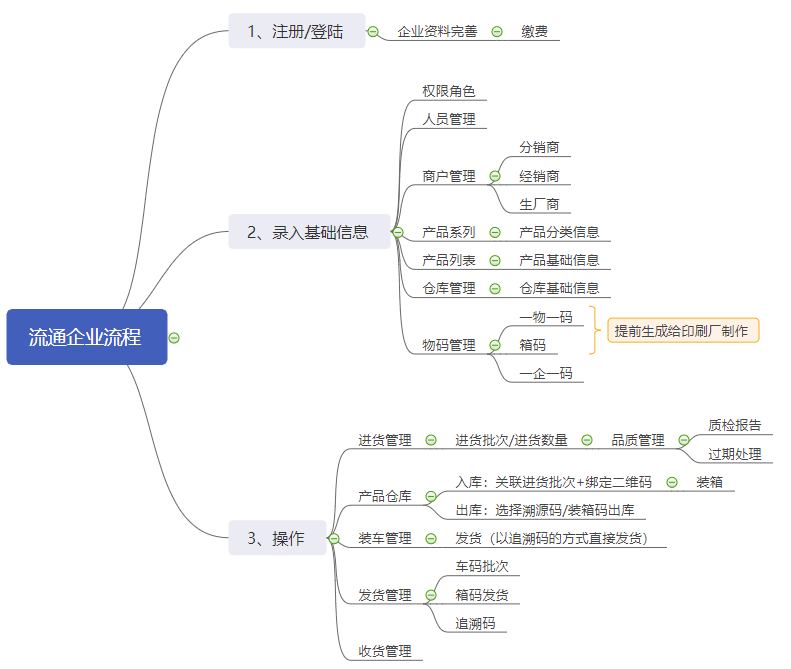 流通企业流程
1、注册/登陆
企业资料完善
缴费
2、录入基础信息
权限角色
人员管理
商户管理
分销商
经销商
生厂商
产品系列
产品分类信息
产品列表
产品基础信息
仓库管理
仓库基础信息
物码管理
一物一码
箱码
一企一码
提前生成给印刷厂制作
3、操作
进货管理
进货批次/进货数量
品质管理
质检报告
过期处理
产品仓库
入库：关联进货批次+绑定二维码
装箱
出库：选择溯源码/装箱码出库
装车管理
发货（以追溯码的方式直接发货）
发货管理
车码批次
箱码发货
追溯码
收货管理